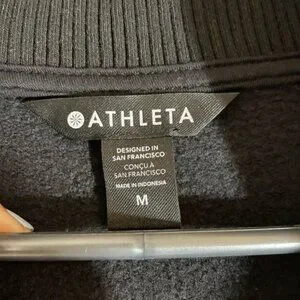 ATHLETA
DESIGNED IN
SAN FRANCISCO
CONÇU A
SAN FRANCISCO
MADE IN INDONESIA
M